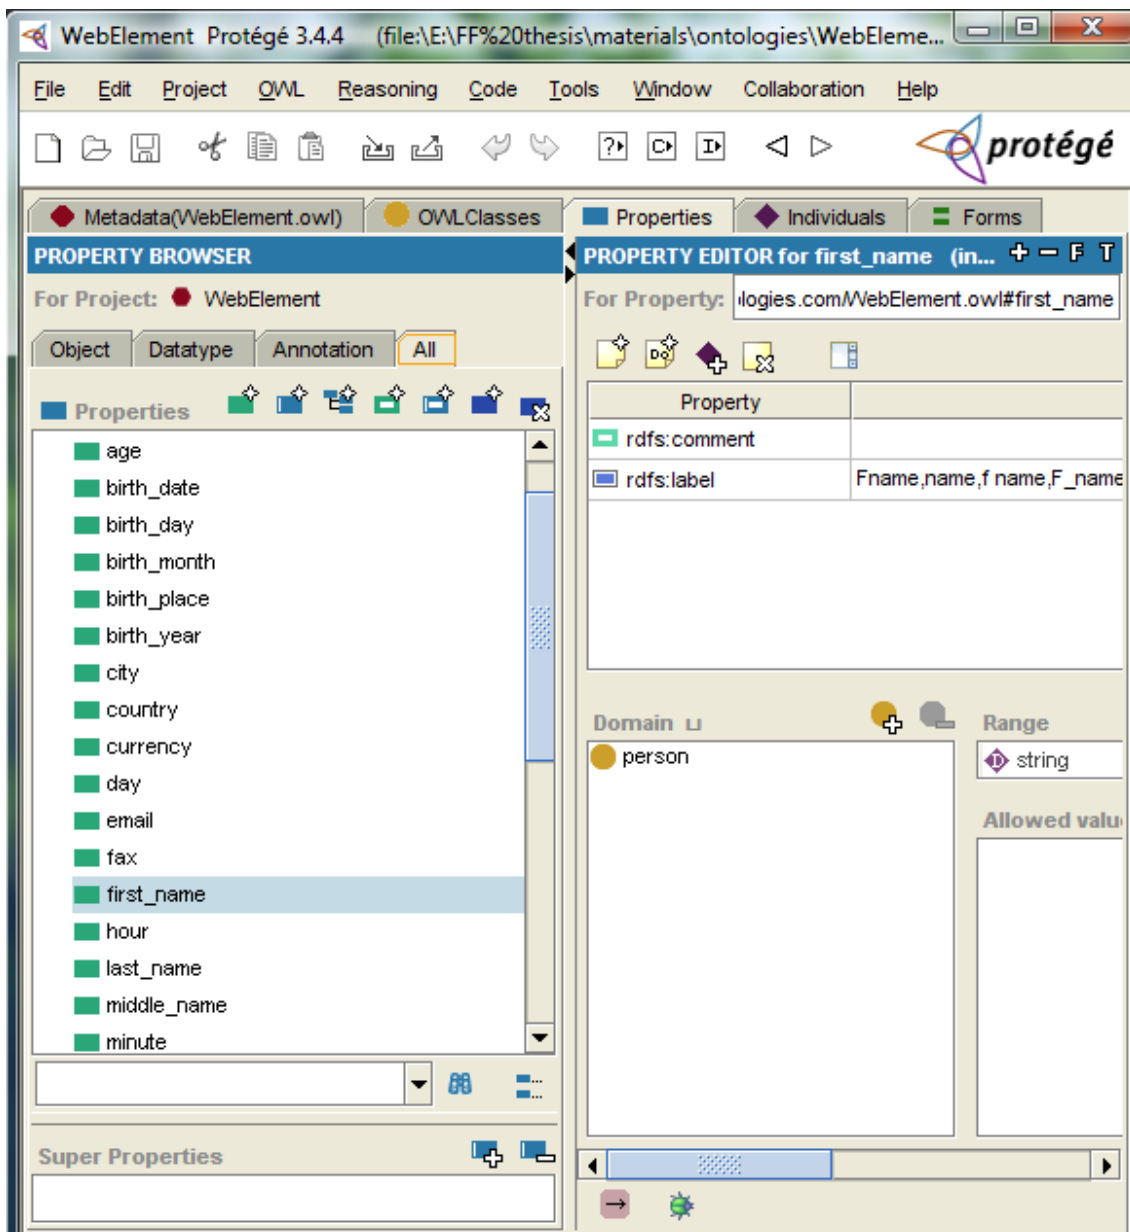 WebElement Protégé 3.4.4 (file:\E:\FF%20thesis\materials\ontologies\WebEleme...
File Edit Project OWL Reasoning Code Tools Window Collaboration Help
protégé
Metadata(WebElement.owl) OWLClasses Properties Individuals Forms
PROPERTY BROWSER
For Project: WebElement
Object Datatype Annotation All
Properties
age
birth_date
birth_day
birth_month
birth_place
birth_year
city
country
currency
day
email
fax
first_name
hour
last_name
middle_name
minute
Super Properties
PROPERTY EDITOR for first_name (in... F T
For Property: logies.com/WebElement.owl#first_name
Property
rdfs:comment
rdfs:label Fname,name,f name,F_name
Domain Range
person string
Allowed valu